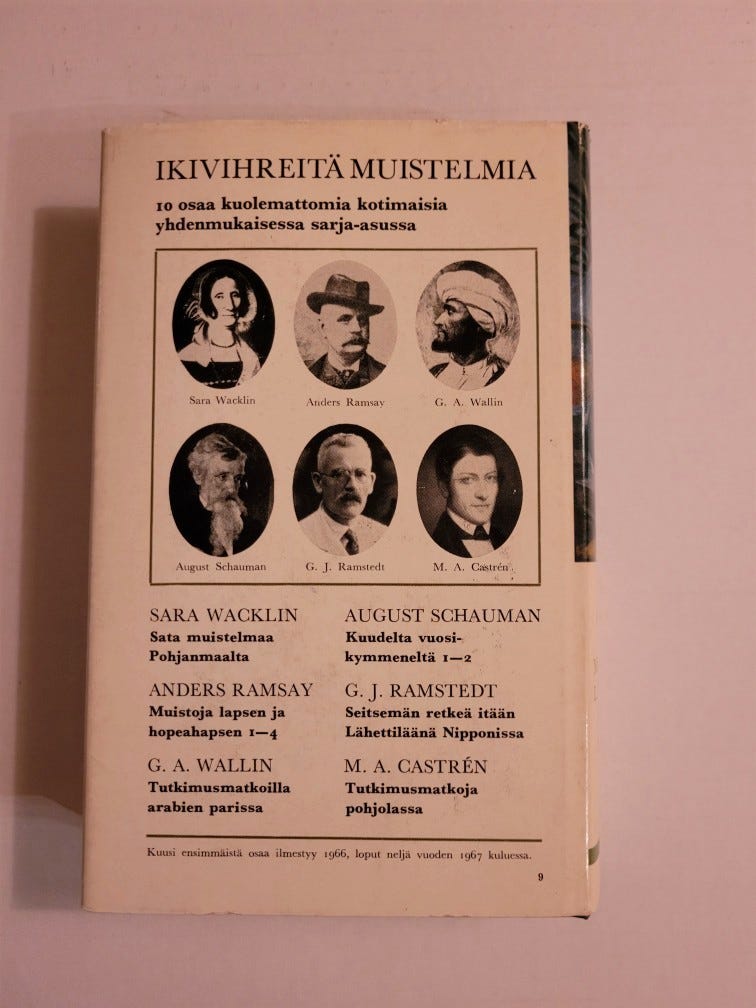 IKIVIHREITÄ MUISTELMIA
10 osaa kuolemattomia kotimaisia
yhdenmukaisessa sarja-asussa
Sara Wacklin
Anders Ramsay
G. A. Wallin
August Schauman
G. J. Ramstedt
M. A. Castrén
SARA WACKLIN
Sata muistelmaa
Pohjanmaalta
ANDERS RAMSAY
Muistoja lapsen ja
hopeahapsen 1—4
G. A. WALLIN
Tutkimusmatkoilla
arabien parissa
AUGUST SCHAUMAN
Kuudelta vuosi-
kymmeneltä 1—2
G. J. RAMSTEDT
Seitsemän retkeä itään
Lähettiläänä Nipponissa
M. A. CASTRÉN
Tutkimusmatkoja
pohjolassa
Kuusi ensimmäistä osaa ilmestyy 1966, loput neljä vuoden 1967 kuluessa.
9